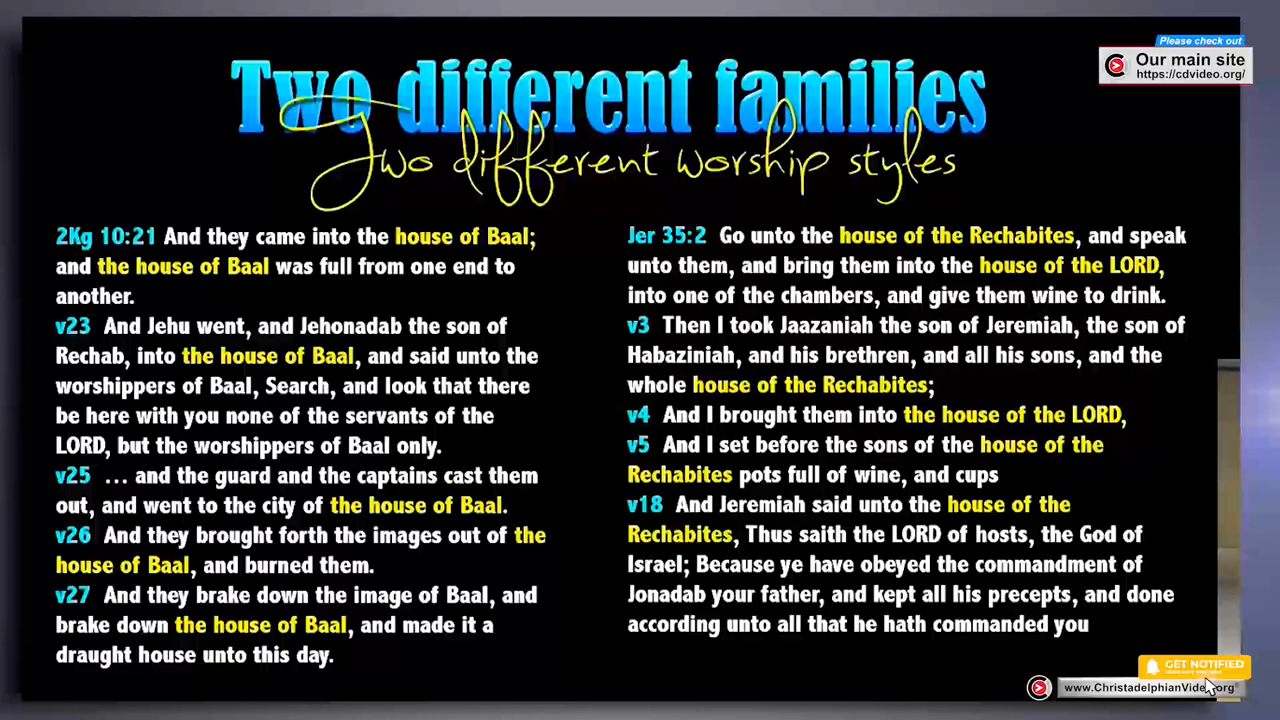 Please check out
Our main site
https://cdvideo.org/
Two different families
Two different worship styles
2Kg 10:21 And they came into the house of Baal;
and the house of Baal was full from one end to
another.
v23 And Jehu went, and Jehonadab the son of
Rechab, into the house of Baal, and said unto the
worshippers of Baal, Search, and look that there
be here with you none of the servants of the
LORD, but the worshippers of Baal only.
v25 ... and the guard and the captains cast them
out, and went to the city of the house of Baal.
v26 And they brought forth the images out of the
house of Baal, and burned them.
v27 And they brake down the image of Baal, and
brake down the house of Baal, and made it a
draught house unto this day.
Jer 35:2 Go unto the house of the Rechabites, and speak
unto them, and bring them into the house of the LORD,
into one of the chambers, and give them wine to drink.
v3 Then I took Jaazaniah the son of Jeremiah, the son of
Habaziniah, and his brethren, and all his sons, and the
whole house of the Rechabites;
v4 And I brought them into the house of the LORD,
v5 And I set before the sons of the house of the
Rechabites pots full of wine, and cups
v18 And Jeremiah said unto the house of the
Rechabites, Thus saith the LORD of hosts, the God of
Israel; Because ye have obeyed the commandment of
Jonadab your father, and kept all his precepts, and done
according unto all that he hath commanded you
GET NOTIFIED
www.ChristadelphianVideo.org